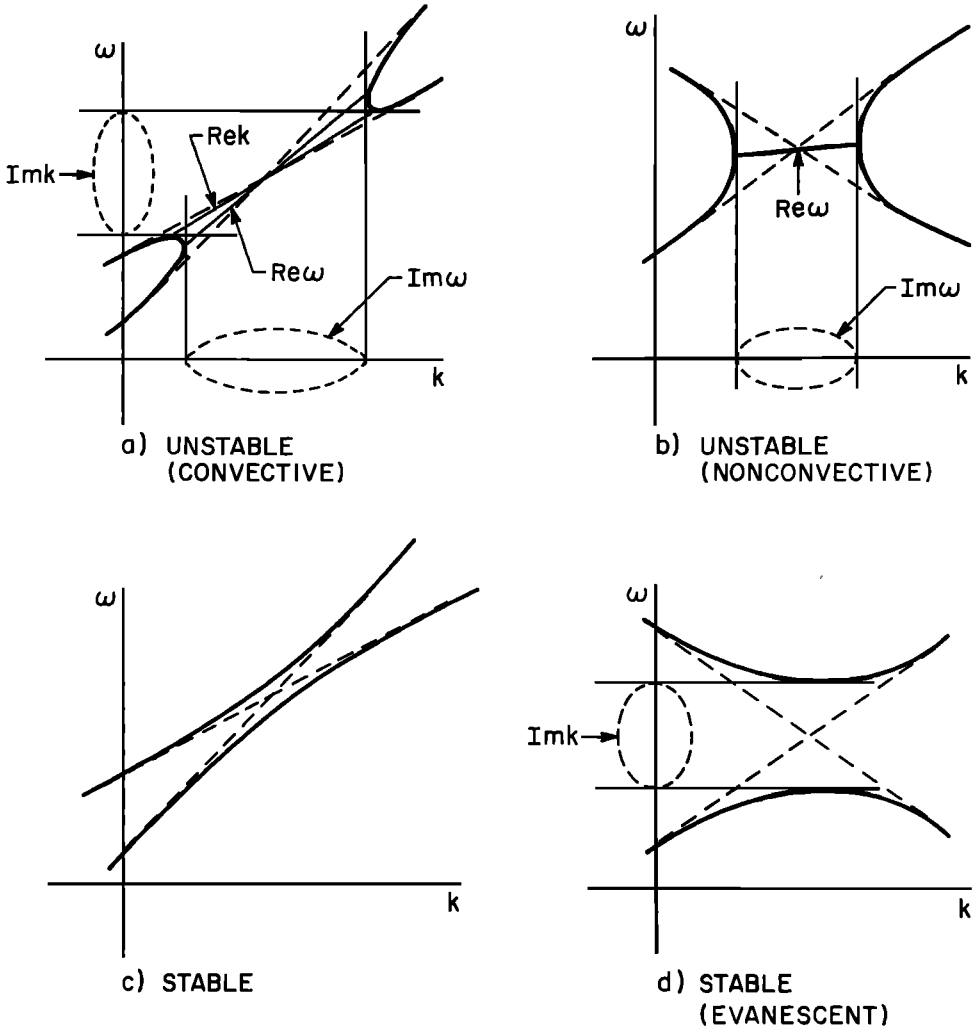 ω
Rek
Imk
Reω
Imω
k
a) UNSTABLE
(CONVECTIVE)
ω
Reω
Imω
k
b) UNSTABLE
(NONCONVECTIVE)
ω
k
c) STABLE
ω
Imk
k
d) STABLE
(EVANESCENT)